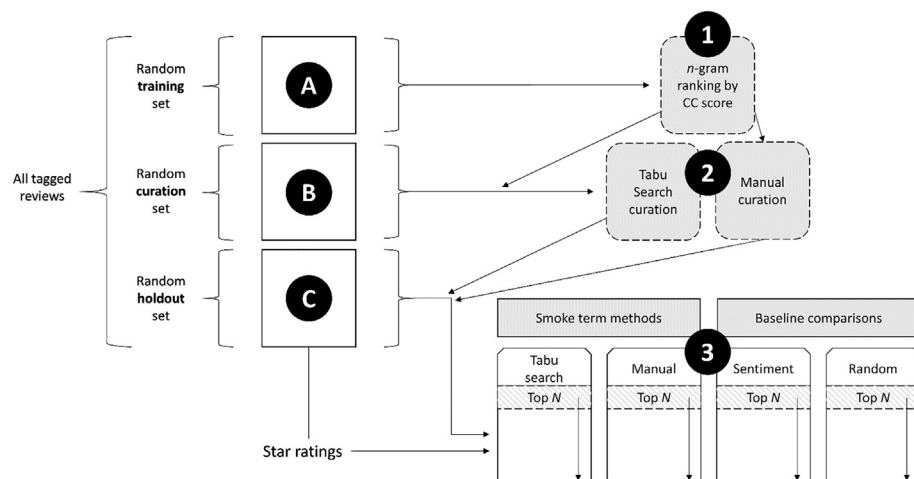 All tagged
reviews
Random
training
set
Random
curation
set
Random
holdout
set
A
B
C
Star ratings
1
n-gram
ranking by
CC score
2
Tabu
Search
curation
Manual
curation
Smoke term methods
Baseline comparisons
3
Tabu
search
Manual
Sentiment
Random
Top N
Top N
Top N
Top N